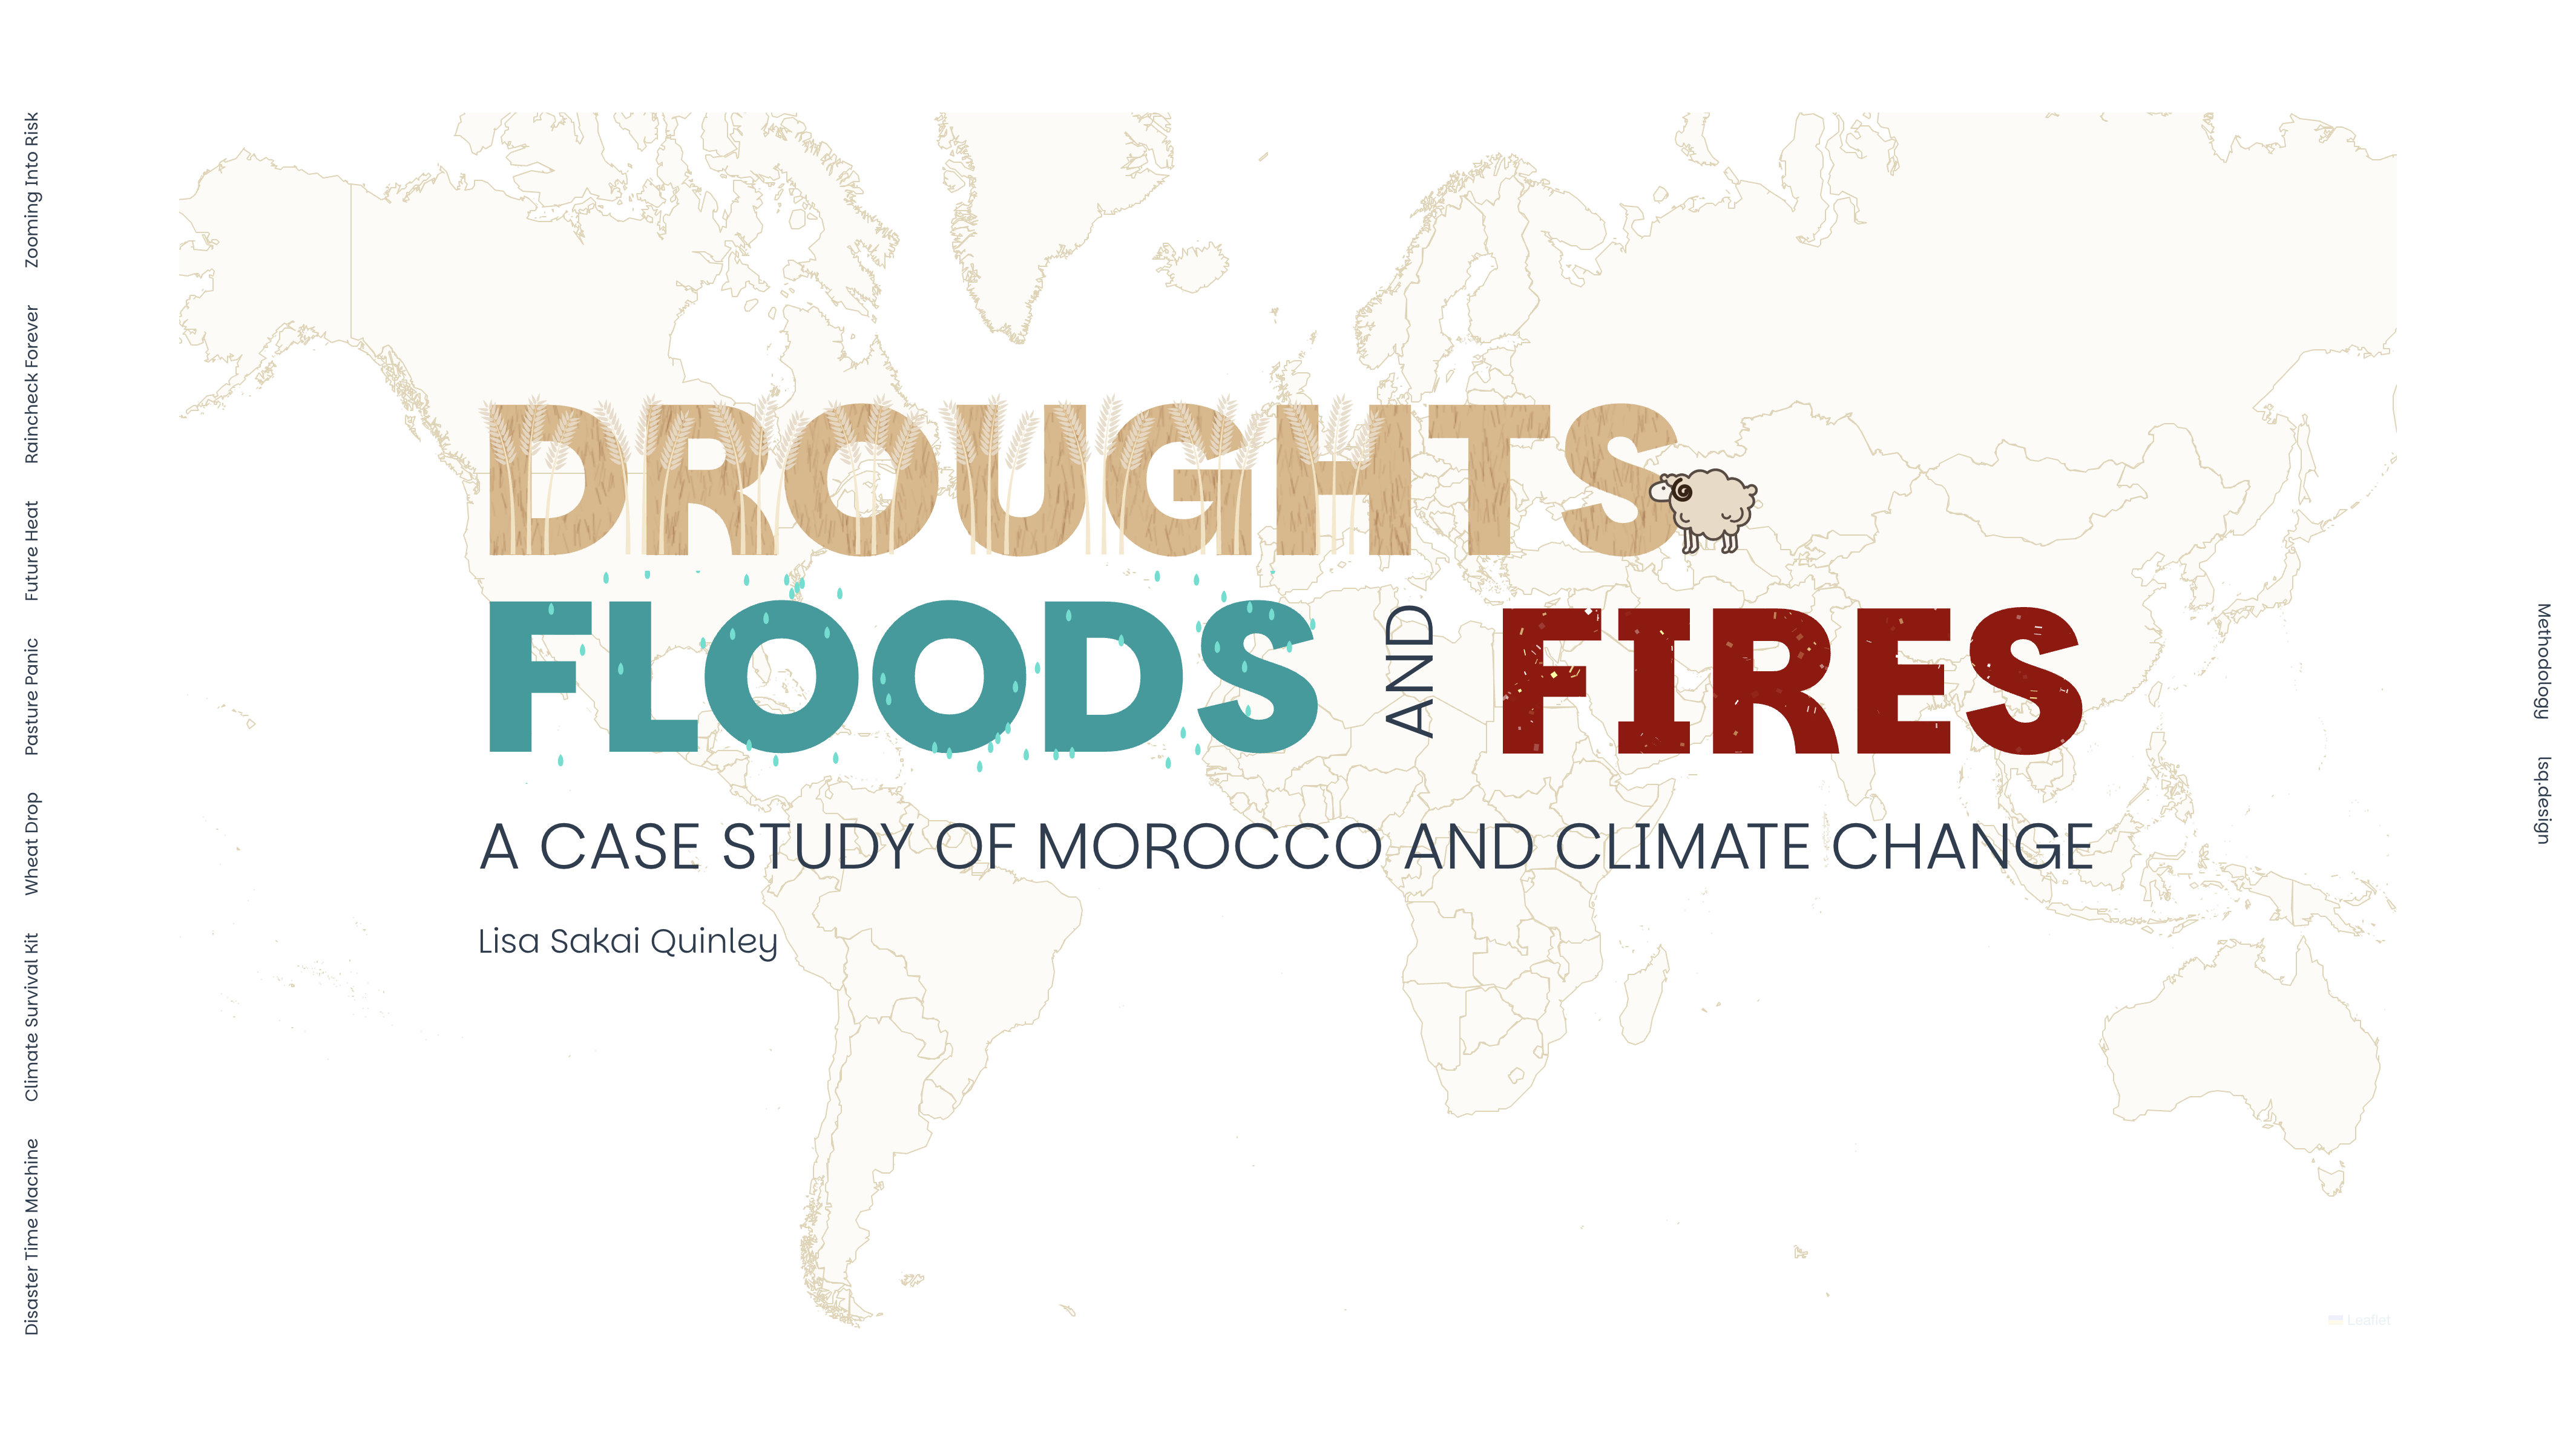 DROUGHTS
FLOODS AND FIRES
A CASE STUDY OF MOROCCO AND CLIMATE CHANGE
Lisa Sakai Quinley
Zooming Into Risk
Raincheck Forever
Future Heat
Pasture Panic
Wheat Drop
Climate Survival Kit
Disaster Time Machine
Methodology
lsq.design
Leaflet